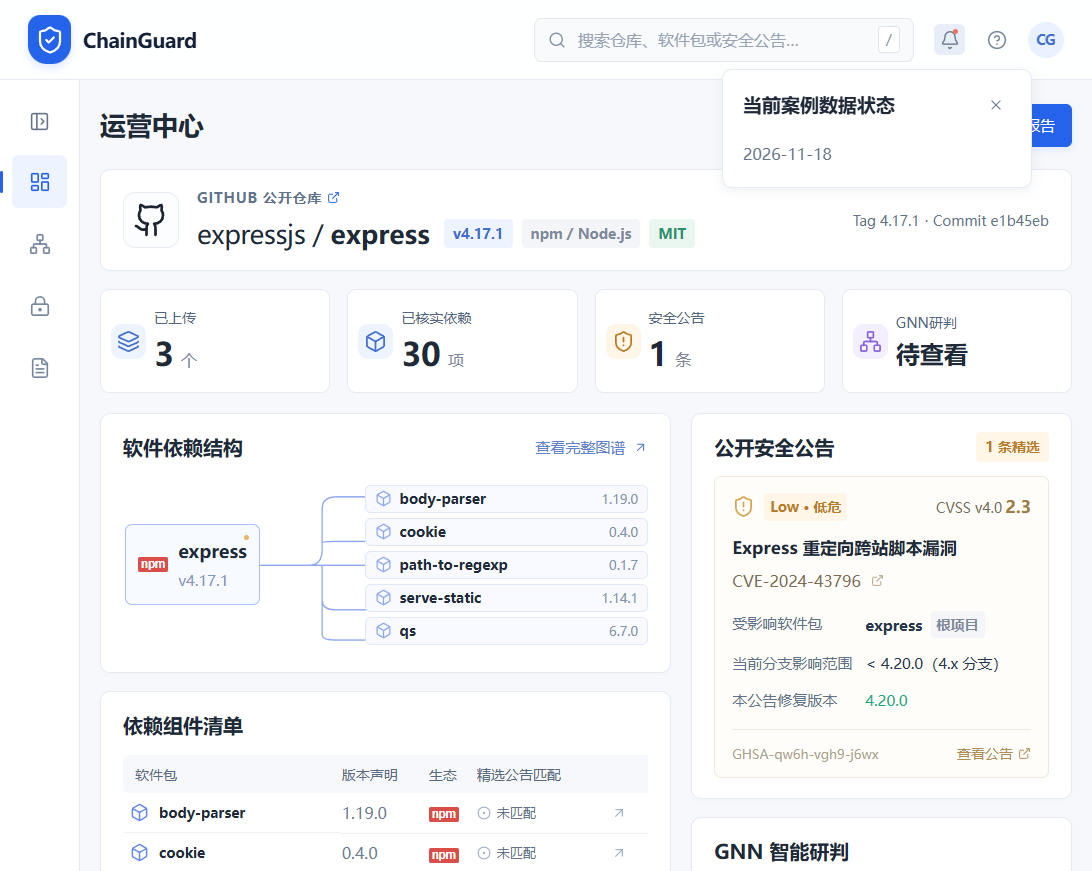 ChainGuard
搜索仓库、软件包或安全公告...
/
CG
当前案例数据状态
2026-11-18
运营中心
报告
GITHUB 公开仓库
expressjs / express
v4.17.1
npm / Node.js
MIT
Tag 4.17.1 · Commit e1b45eb
已上传
3 个
已核实依赖
30 项
安全公告
1 条
GNN研判
待查看
软件依赖结构
查看完整图谱
npm
express
v4.17.1
body-parser 1.19.0
cookie 0.4.0
path-to-regexp 0.1.7
serve-static 1.14.1
qs 6.7.0
公开安全公告
1 条精选
Low • 低危
CVSS v4.0 2.3
Express 重定向跨站脚本漏洞
CVE-2024-43796
受影响软件包 express 根项目
当前分支影响范围 < 4.20.0（4.x 分支）
本公告修复版本 4.20.0
GHSA-qw6h-vgh9-j6wx
查看公告
依赖组件清单
软件包 版本声明 生态 精选公告匹配
body-parser 1.19.0 npm 未匹配
cookie 0.4.0 npm 未匹配
GNN 智能研判